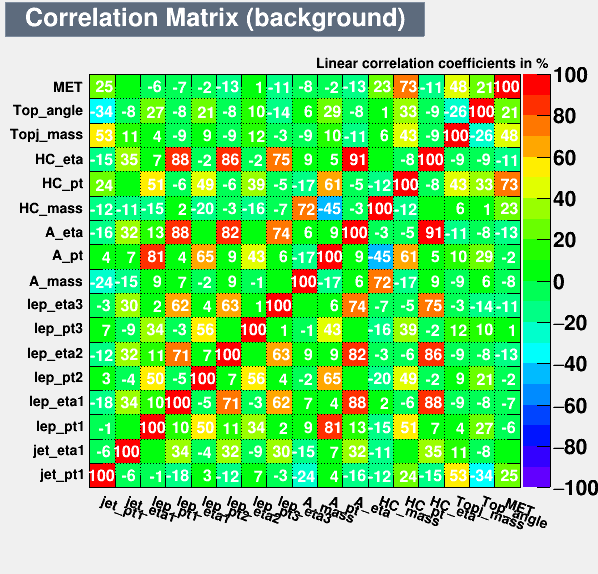 Correlation Matrix (background)
Linear correlation coefficients in %
MET 25 -6 -7 -2 -13 1 -11 -8 -2 -13 23 73 -11 48 21 100
Top_angle -34 -8 27 -8 21 -8 10 -14 6 29 -8 1 33 -9 -26 100 21
Topj_mass 53 11 4 -9 9 -9 12 -3 -9 10 -11 6 43 -9 100 -26 48
HC_eta -15 35 7 88 -2 86 -2 75 9 5 91 -8 100 -9 -9 -11
HC_pt 24 51 -6 49 -6 39 -5 -17 61 -5 -12 100 -8 43 33 73
HC_mass -12 -11 -15 2 -20 -3 -16 -7 72 -45 -3 100 -12 6 1 23
A_eta -16 32 13 88 82 74 6 9 100 -3 -5 91 -11 -8 -13
A_pt 4 7 81 4 65 9 43 6 -17 100 9 -45 61 5 10 29 -2
A_mass -24 -15 9 7 -2 9 -1 100 -17 6 72 -17 9 -9 6 -8
lep_eta3 -3 30 2 62 4 63 1 100 6 74 -7 -5 75 -3 -14 -11
lep_pt3 7 -9 34 -3 56 100 1 -1 43 -16 39 -2 12 10 1
lep_eta2 -12 32 11 71 7 100 63 9 9 82 -3 -6 86 -9 -8 -13
lep_pt2 3 -4 50 -5 100 7 56 4 -2 65 -20 49 -2 9 21 -2
lep_eta1 -18 34 10 100 -5 71 -3 62 7 4 88 2 -6 88 -9 -8 -7
lep_pt1 -1 100 10 50 11 34 2 9 81 13 -15 51 7 4 27 -6
jet_eta1 -6 100 34 -4 32 -9 30 -15 7 32 -11 35 11 -8
jet_pt1 100 -6 -1 -18 3 -12 7 -3 -24 4 -16 -12 24 -15 53 -34 25
jet_pt1 jet_eta1 lep_pt1 lep_eta1 lep_pt2 lep_eta2 lep_pt3 lep_eta3 A_mass A_pt A_eta HC_mass HC_pt HC_eta Topj_mass Top_angle MET
100
80
60
40
20
0
−20
−40
−60
−80
−100